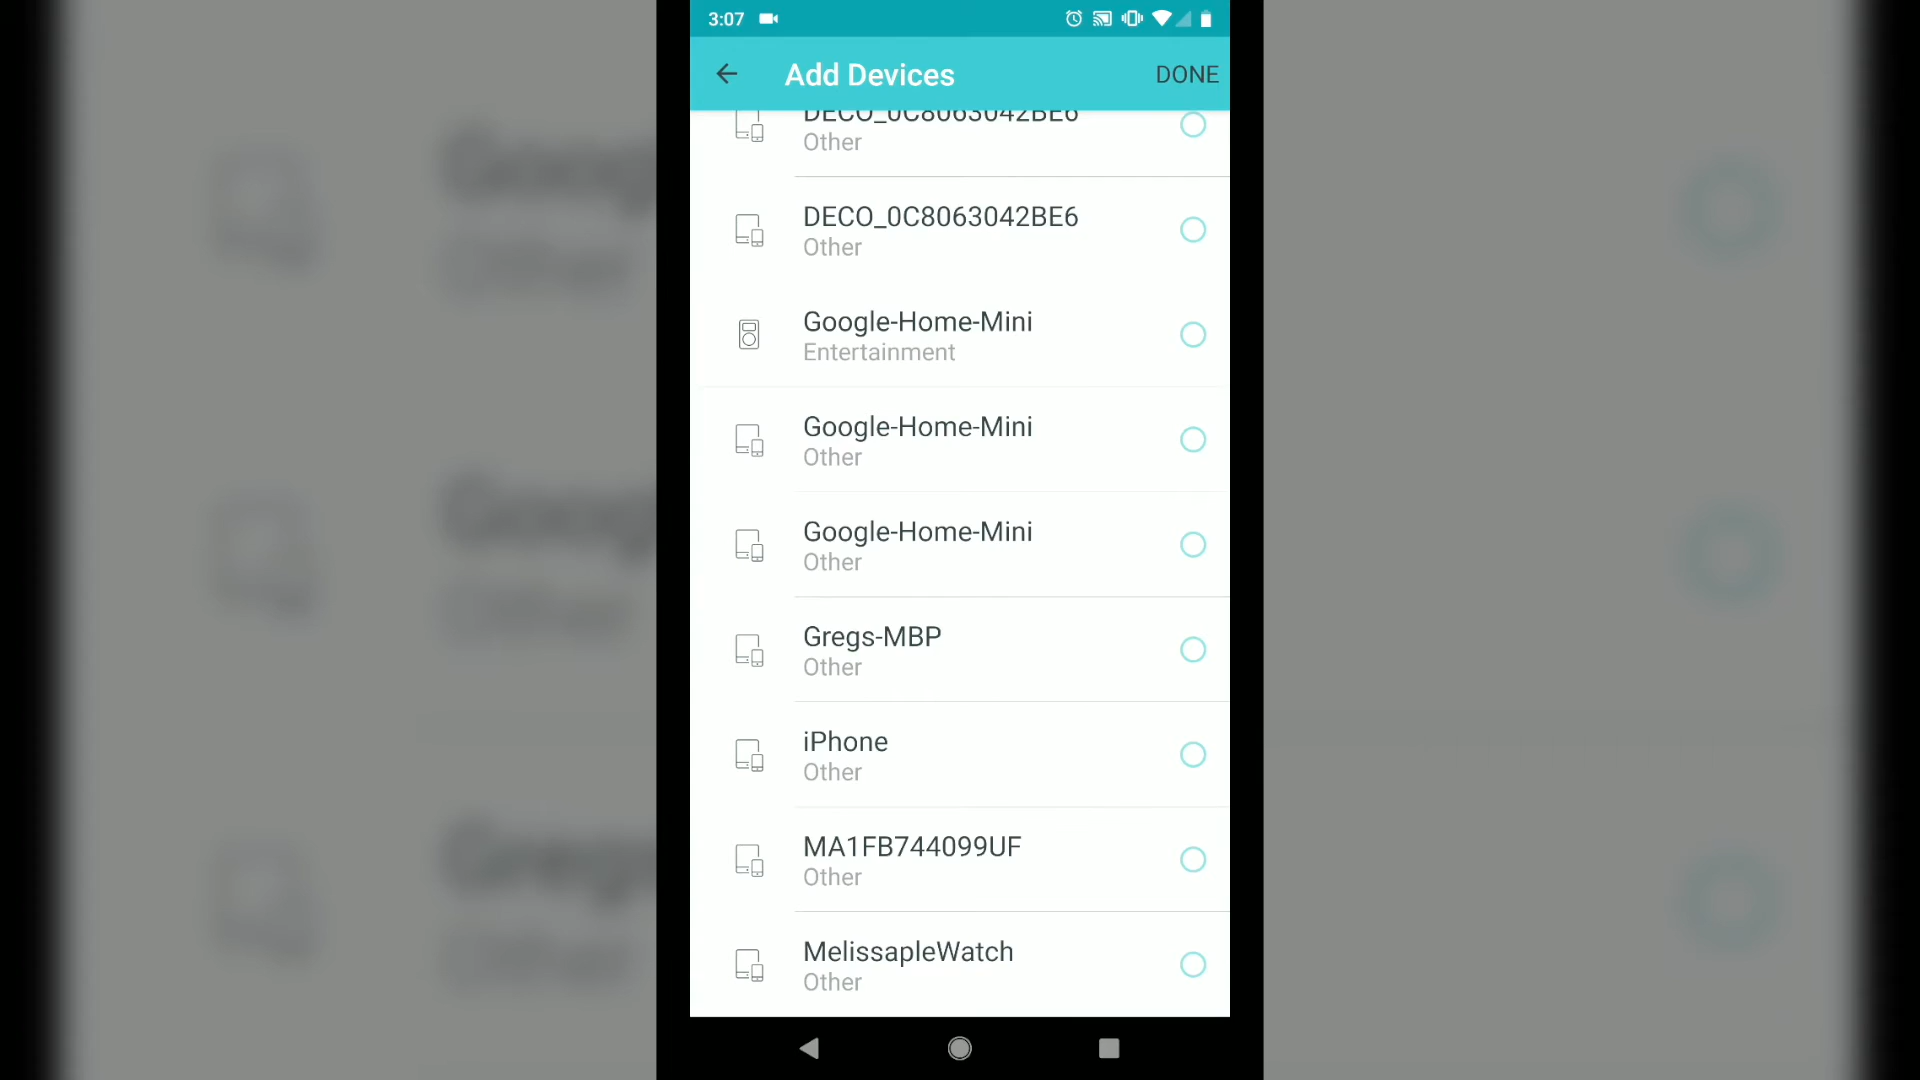 3:07
Add Devices DONE
DECO_0C8063042BE6
Other
DECO_0C8063042BE6
Other
Google-Home-Mini
Entertainment
Google-Home-Mini
Other
Google-Home-Mini
Other
Gregs-MBP
Other
iPhone
Other
MA1FB744099UF
Other
MelissapleWatch
Other